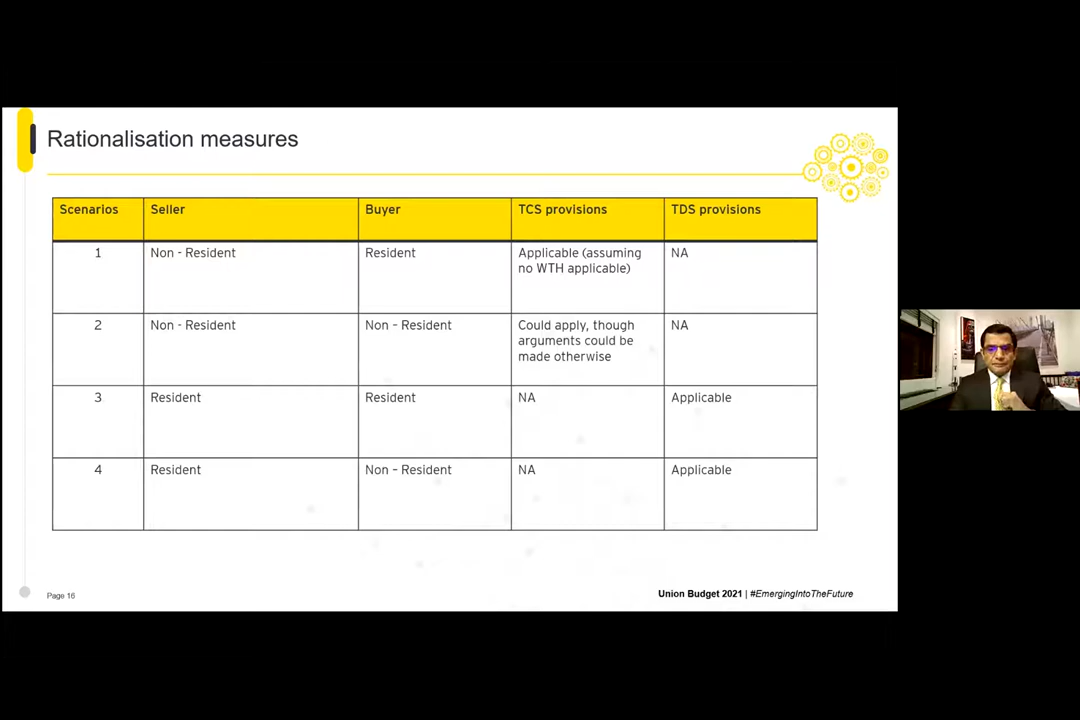 Rationalisation measures
Scenarios Seller Buyer TCS provisions TDS provisions
1 Non - Resident Resident Applicable (assuming NA
no WTH applicable)
2 Non - Resident Non – Resident Could apply, though NA
arguments could be
made otherwise
3 Resident Resident NA Applicable
4 Resident Non – Resident NA Applicable
Page 16
Union Budget 2021 | #EmergingIntoTheFuture